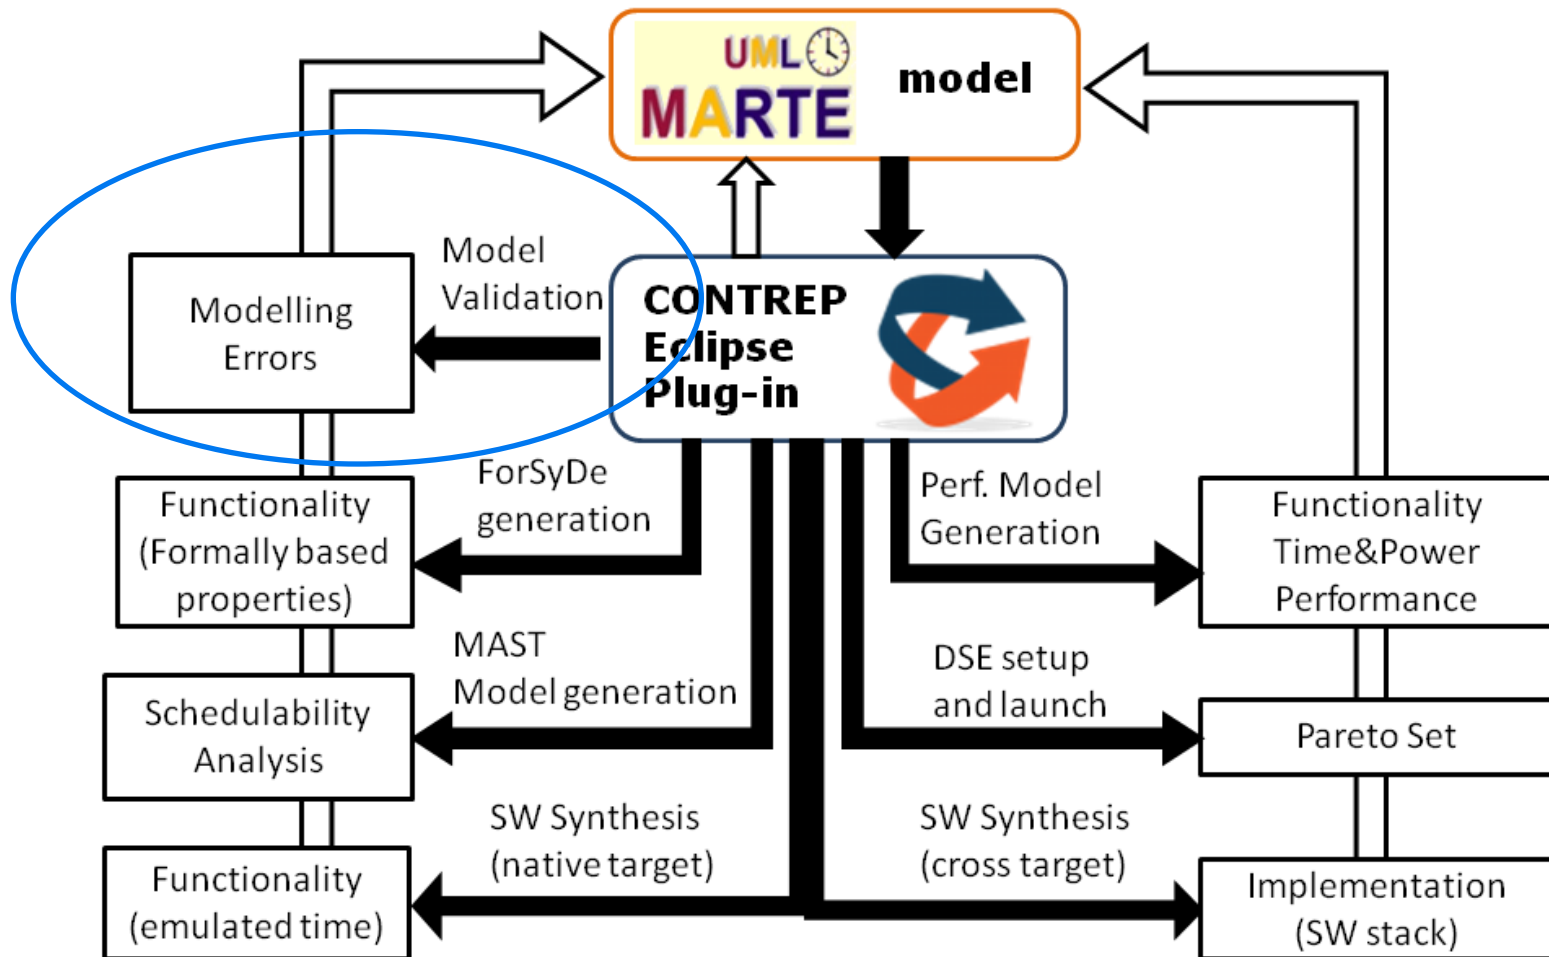 UML
MARTE
model
Model
Validation
Modelling
Errors
CONTREP
Eclipse
Plug-in
ForSyDe
generation
Functionality
(Formally based
properties)
Perf. Model
Generation
Functionality
Time&Power
Performance
MAST
Model generation
Schedulability
Analysis
DSE setup
and launch
Pareto Set
SW Synthesis
(native target)
Functionality
(emulated time)
SW Synthesis
(cross target)
Implementation
(SW stack)